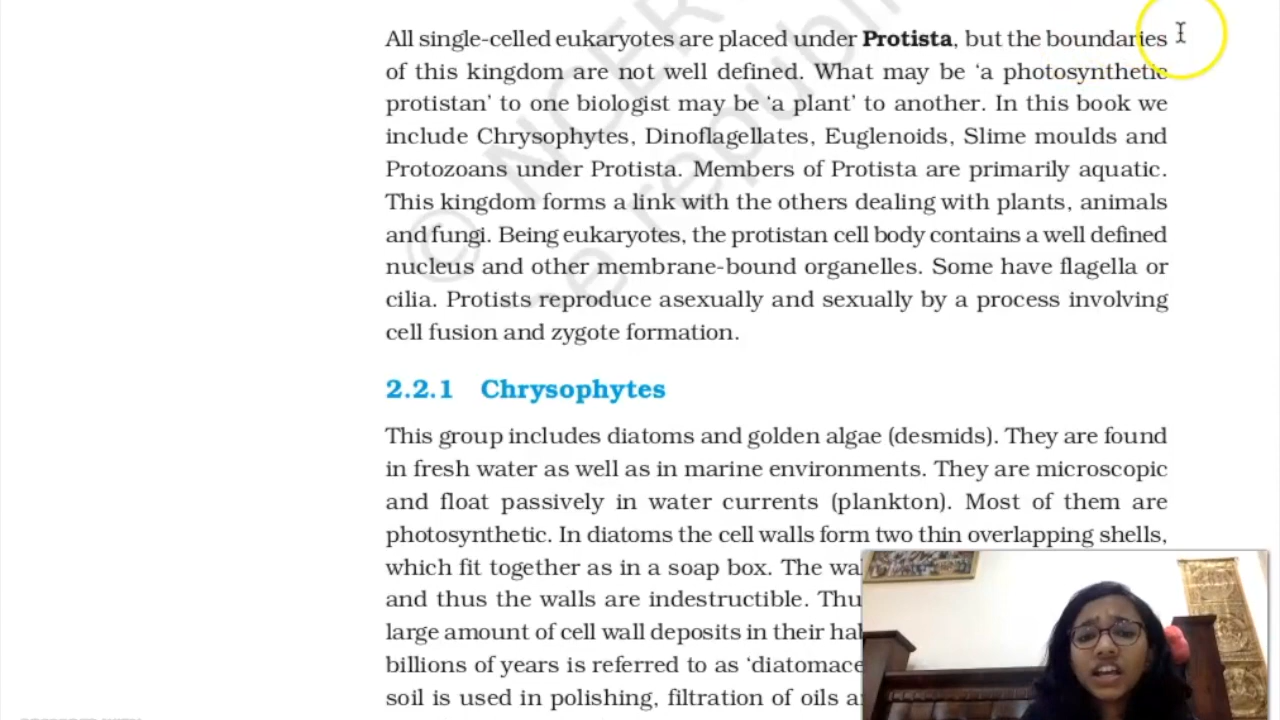 All single-celled eukaryotes are placed under Protista, but the boundaries
of this kingdom are not well defined. What may be ‘a photosynthetic
protistan’ to one biologist may be ‘a plant’ to another. In this book we
include Chrysophytes, Dinoflagellates, Euglenoids, Slime moulds and
Protozoans under Protista. Members of Protista are primarily aquatic.
This kingdom forms a link with the others dealing with plants, animals
and fungi. Being eukaryotes, the protistan cell body contains a well defined
nucleus and other membrane-bound organelles. Some have flagella or
cilia. Protists reproduce asexually and sexually by a process involving
cell fusion and zygote formation.
2.2.1 Chrysophytes
This group includes diatoms and golden algae (desmids). They are found
in fresh water as well as in marine environments. They are microscopic
and float passively in water currents (plankton). Most of them are
photosynthetic. In diatoms the cell walls form two thin overlapping shells,
which fit together as in a soap box. The
and thus the walls are indestructible.
large amount of cell wall deposits in their
billions of years is referred to as
soil is used in polishing, filtration of oils
© NCER